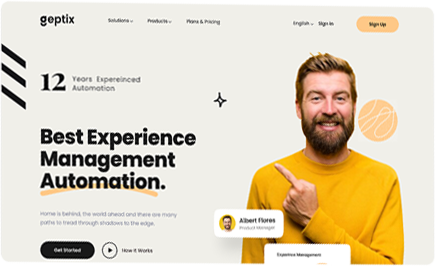 geptix
Solutions
Products
Plans & Pricing
English
Sign In
Sign Up
12
Years Expereinced
Automation
Best Experience
Management
Automation.
Home is behind, the world ahead and there are many
paths to tread through shadows to the edge.
Get Started
How it Works
Albert Flores
Product Manager
Experince Management